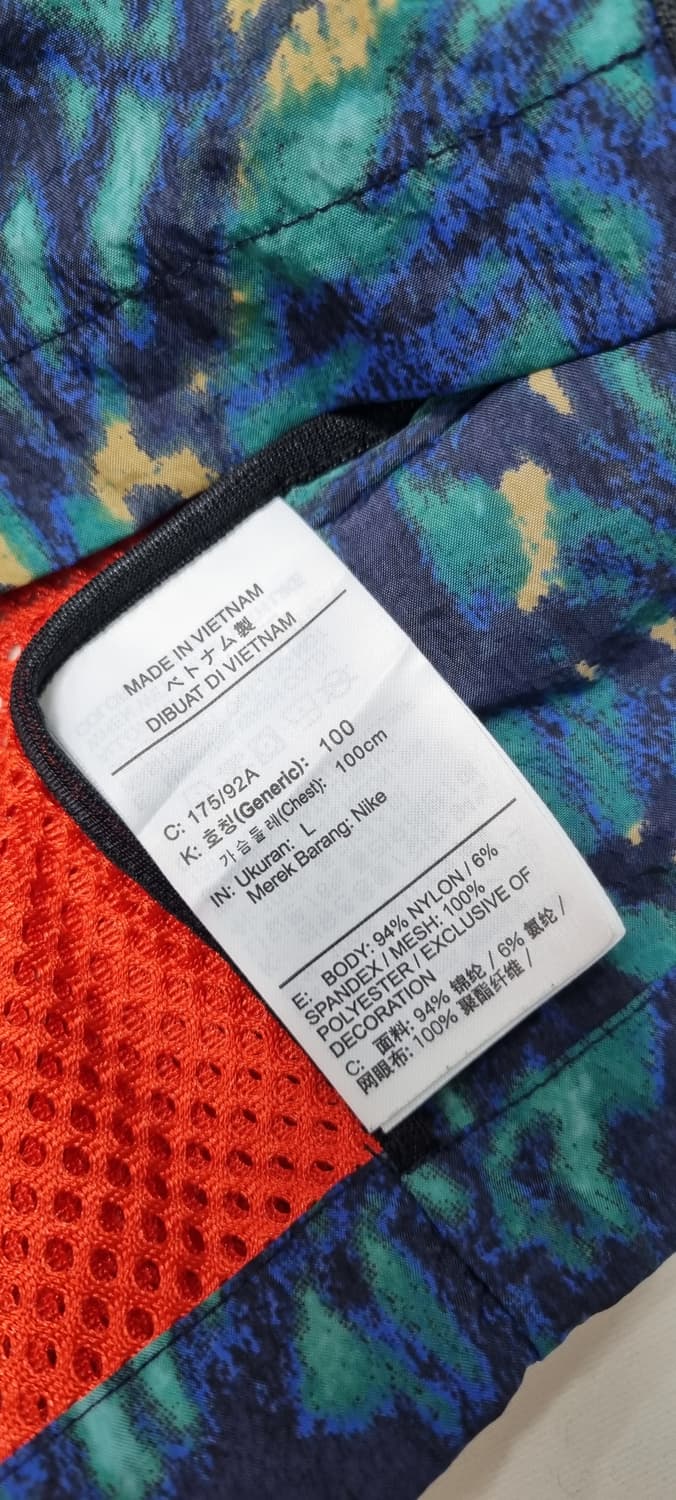 MADE IN VIETNAM
ベトナム製
DIBUAT DI VIETNAM
C: 175/92A
K: 호칭(Generic): 100
가슴둘레(Chest): 100cm
IN: Ukuran: L
Merek Barang: Nike
E: BODY: 94% NYLON / 6%
SPANDEX / MESH: 100%
POLYESTER / EXCLUSIVE OF
DECORATION
C: 面料: 94% 锦纶 / 6% 氨纶 /
网眼布: 100% 聚酯纤维 /